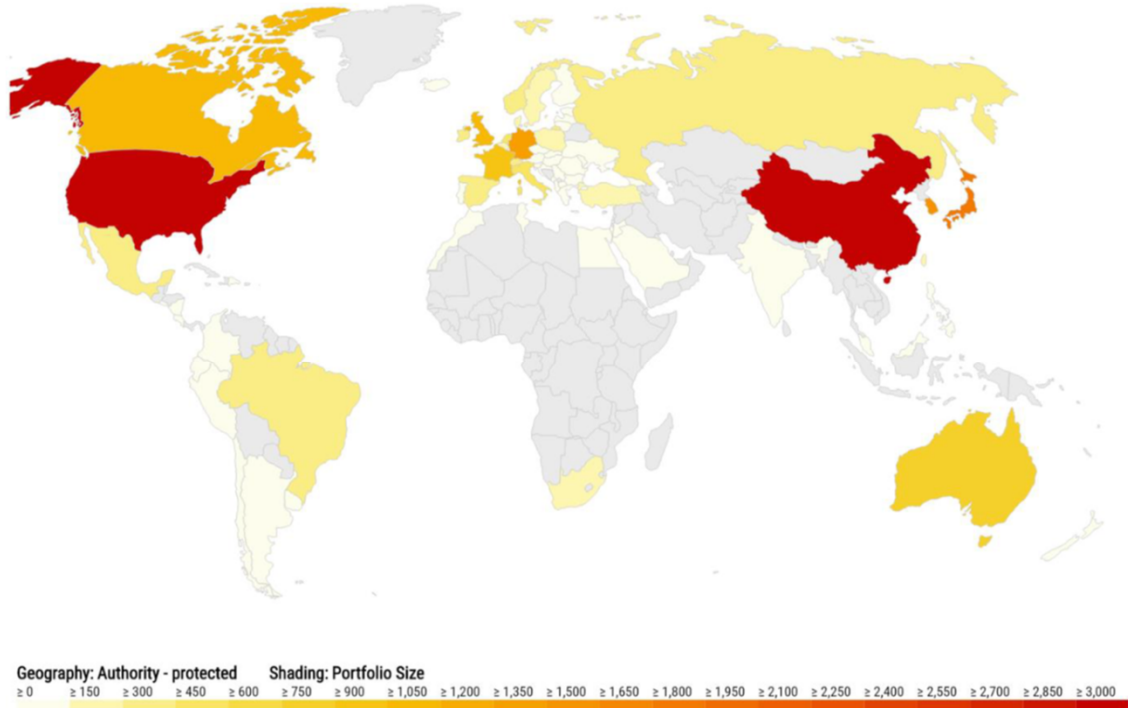 Geography: Authority - protected Shading: Portfolio Size
≥ 0 ≥ 150 ≥ 300 ≥ 450 ≥ 600 ≥ 750 ≥ 900 ≥ 1,050 ≥ 1,200 ≥ 1,350 ≥ 1,500 ≥ 1,650 ≥ 1,800 ≥ 1,950 ≥ 2,100 ≥ 2,250 ≥ 2,400 ≥ 2,550 ≥ 2,700 ≥ 2,850 ≥ 3,000